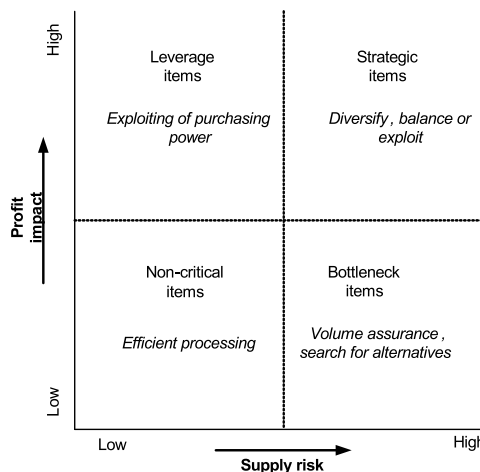 High
Leverage
items
Exploiting of purchasing
power
Strategic
items
Diversify, balance or
exploit
Profit
impact
Non-critical
items
Efficient processing
Bottleneck
items
Volume assurance,
search for alternatives
Low
Low
High
Supply risk